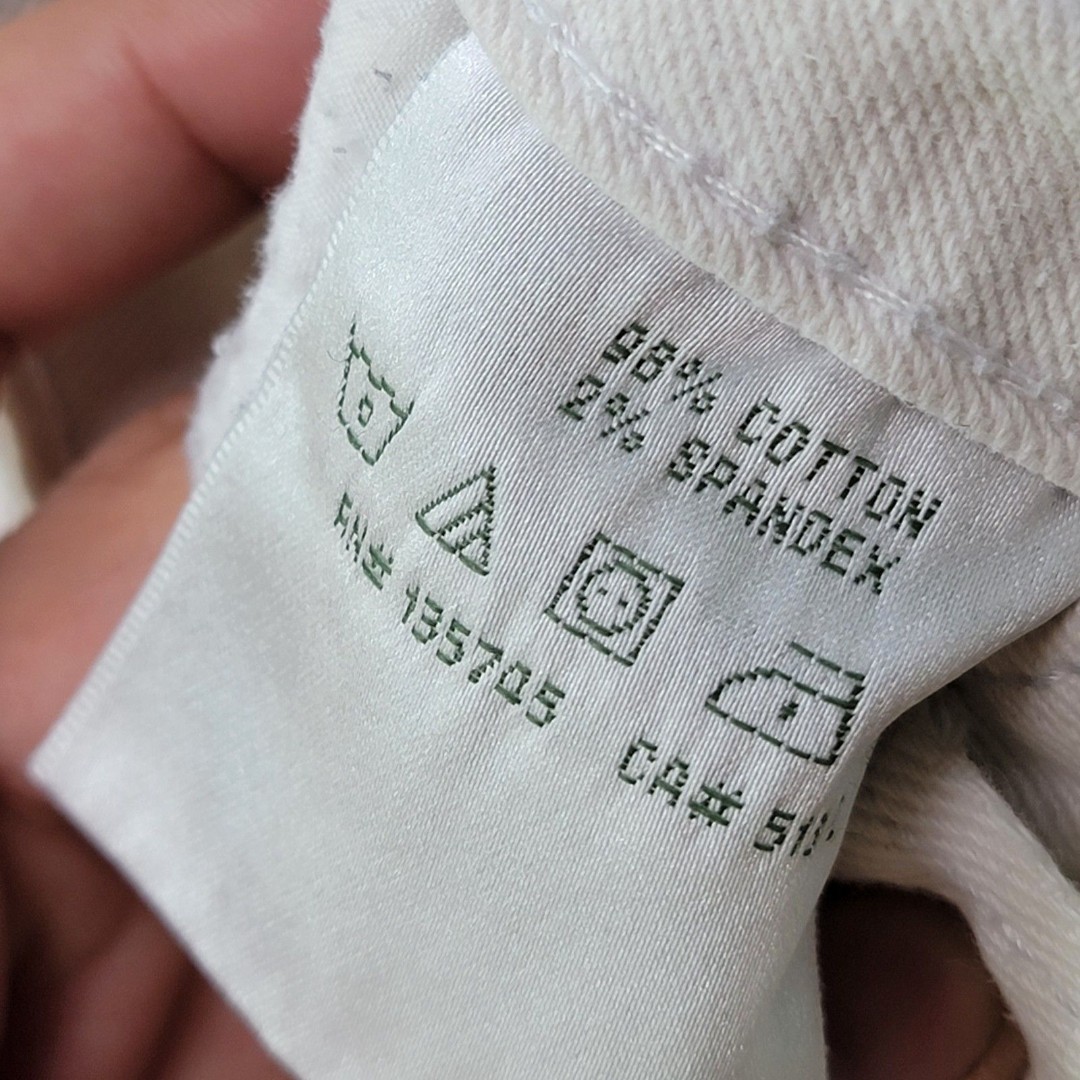 98% COTTON
2% SPANDEX
RN# 135705
CA#